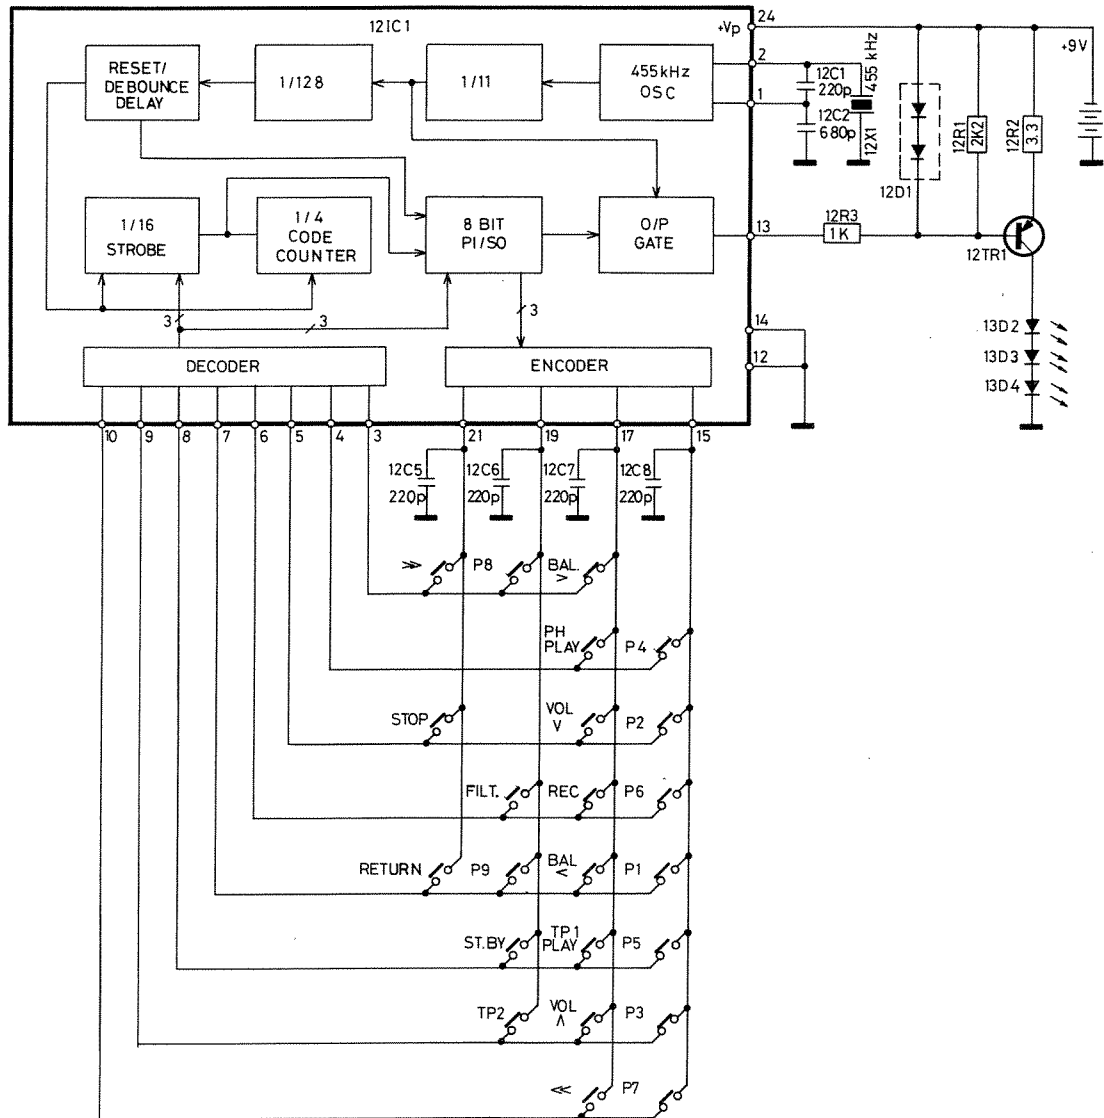 12IC1
+Vp
24
+9V
RESET/
DEBOUNCE
DELAY
1/128
1/11
455kHz
OSC
2
1
12C1
220p
12C2
680p
455 kHz
12X1
12D1
12R1
2K2
12R2
3.3
1/16
STROBE
1/4
CODE
COUNTER
8 BIT
PI/SO
O/P
GATE
13
12R3
1K
12TR1
3
3
3
14
12
13D2
13D3
13D4
DECODER
ENCODER
10
9
8
7
6
5
4
3
21
19
17
15
12C5
220p
12C6
220p
12C7
220p
12C8
220p
>>
P8
BAL.
>
PH
PLAY
P4
STOP
VOL
V
P2
FILT.
REC
P6
RETURN
P9
BAL
<
P1
ST.BY
TP.1
PLAY
P5
TP2
VOL
Λ
P3
<<
P7